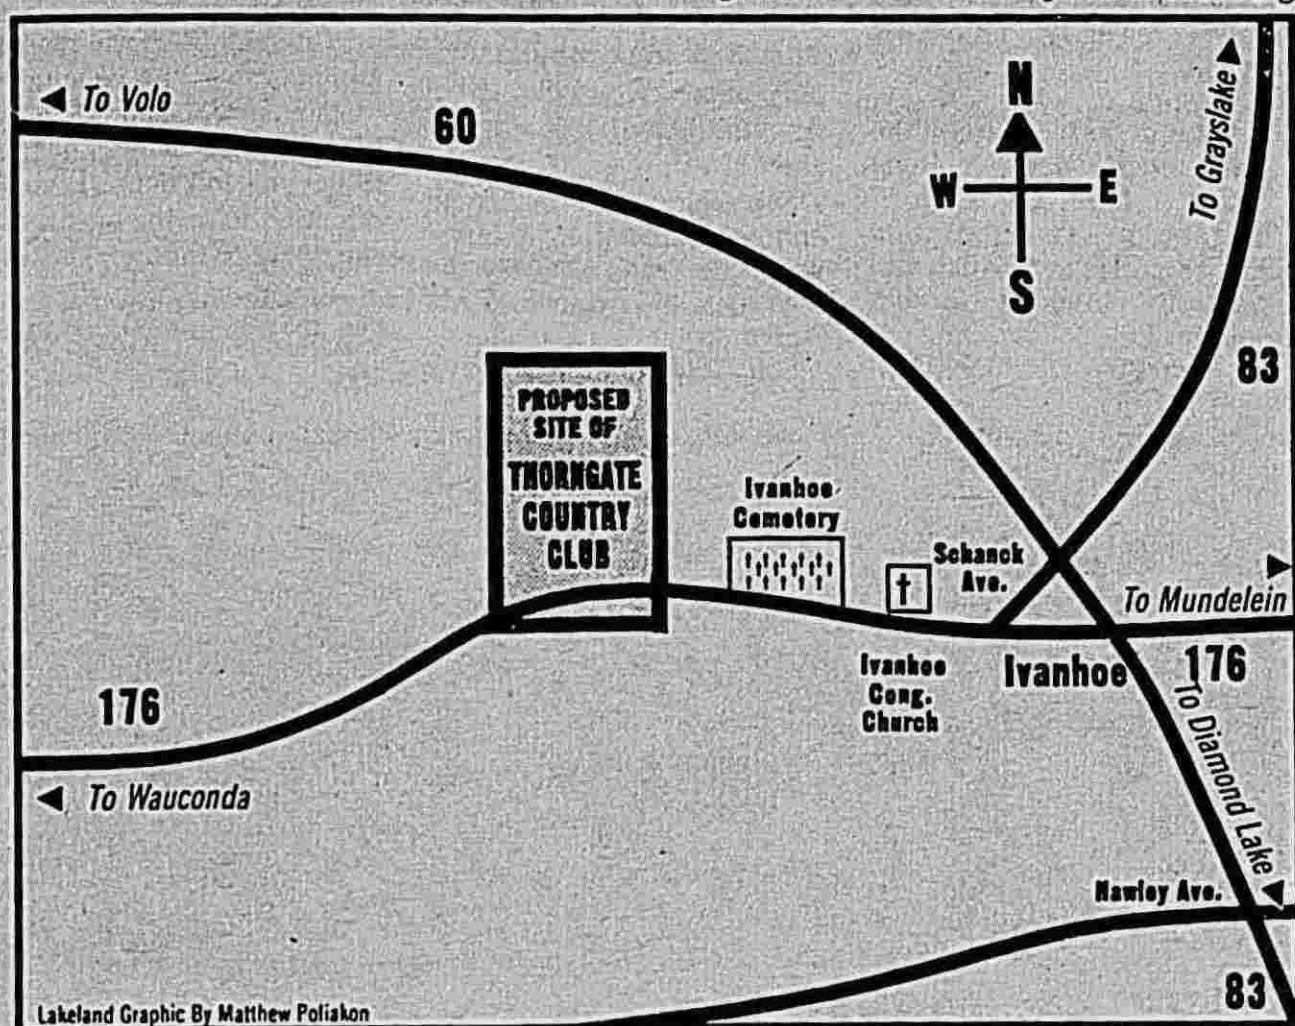 To Volo
60
N
W E
S
To Grayslake
83
PROPOSED
SITE OF
THORNGATE
COUNTRY
CLUB
Ivanhoe
Cemetery
Schanck
Ave.
To Mundelein
Ivanhoe
Cong.
Church
Ivanhoe
176
176
To Diamond Lake
To Wauconda
Hawley Ave.
83
Lakeland Graphic By Matthew Poliakon